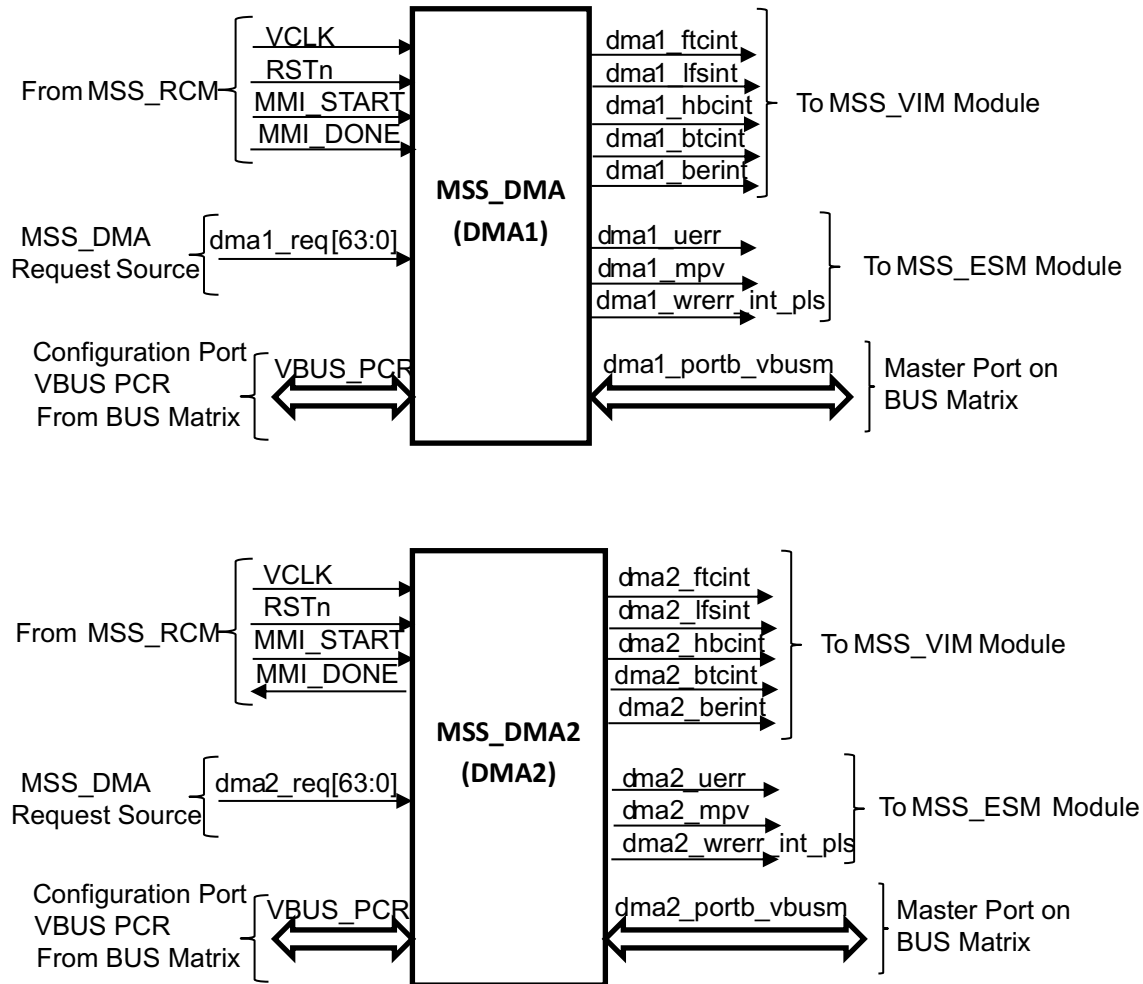 VCLK
RSTn
MMI_START
MMI_DONE
From MSS_RCM
MSS_DMA
Request Source
dma1_req[63:0]
Configuration Port
VBUS PCR
From BUS Matrix
VBUS_PCR
MSS_DMA
(DMA1)
dma1_ftcint
dma1_lfsint
dma1_hbcint
dma1_btcint
dma1_berint
To MSS_VIM Module
dma1_uerr
dma1_mpv
dma1_wrerr_int_pls
To MSS_ESM Module
dma1_portb_vbusm
Master Port on
BUS Matrix
VCLK
RSTn
MMI_START
MMI_DONE
From MSS_RCM
MSS_DMA
Request Source
dma2_req[63:0]
Configuration Port
VBUS PCR
From BUS Matrix
VBUS_PCR
MSS_DMA2
(DMA2)
dma2_ftcint
dma2_lfsint
dma2_hbcint
dma2_btcint
dma2_berint
To MSS_VIM Module
dma2_uerr
dma2_mpv
dma2_wrerr_int_pls
To MSS_ESM Module
dma2_portb_vbusm
Master Port on
BUS Matrix